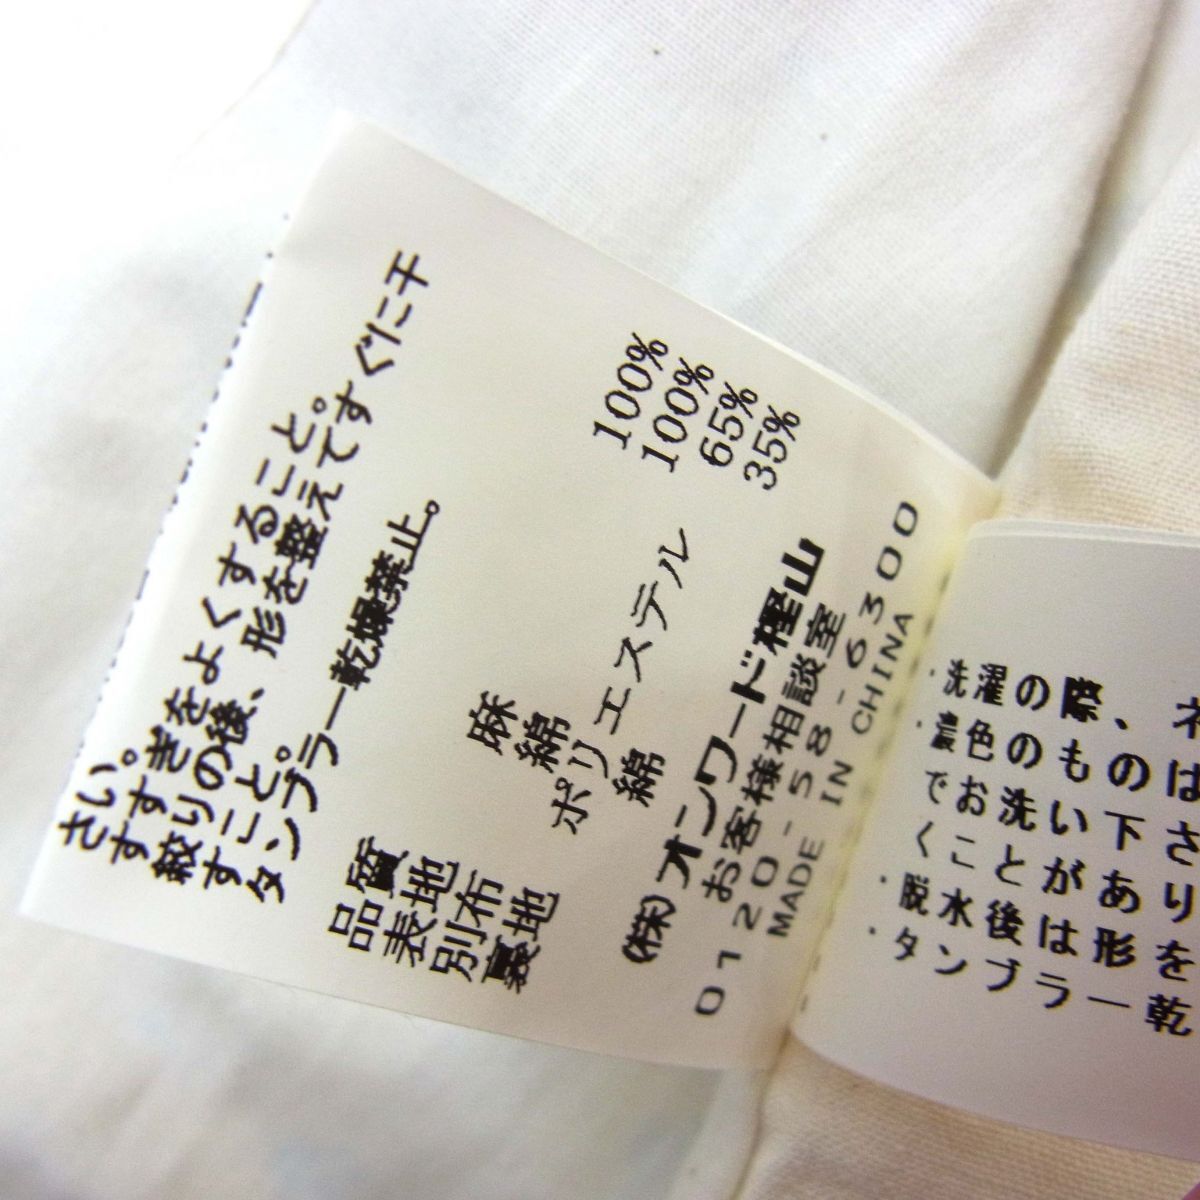 さい。
すすぎをよくすること。
絞りの後、形を整えてすぐに干
すこと。
タンブラー乾燥禁止。
品質
表地 麻 100%
別布 綿 100%
裏地 ポリエステル 65%
綿 35%
(株)オンワード樫山
お客様相談室
0120-58-6300
MADE IN CHINA
・洗濯の際、ネ
・濃色のものは
でお洗い下さ
くことがあり
・脱水後は形を
・タンブラー乾